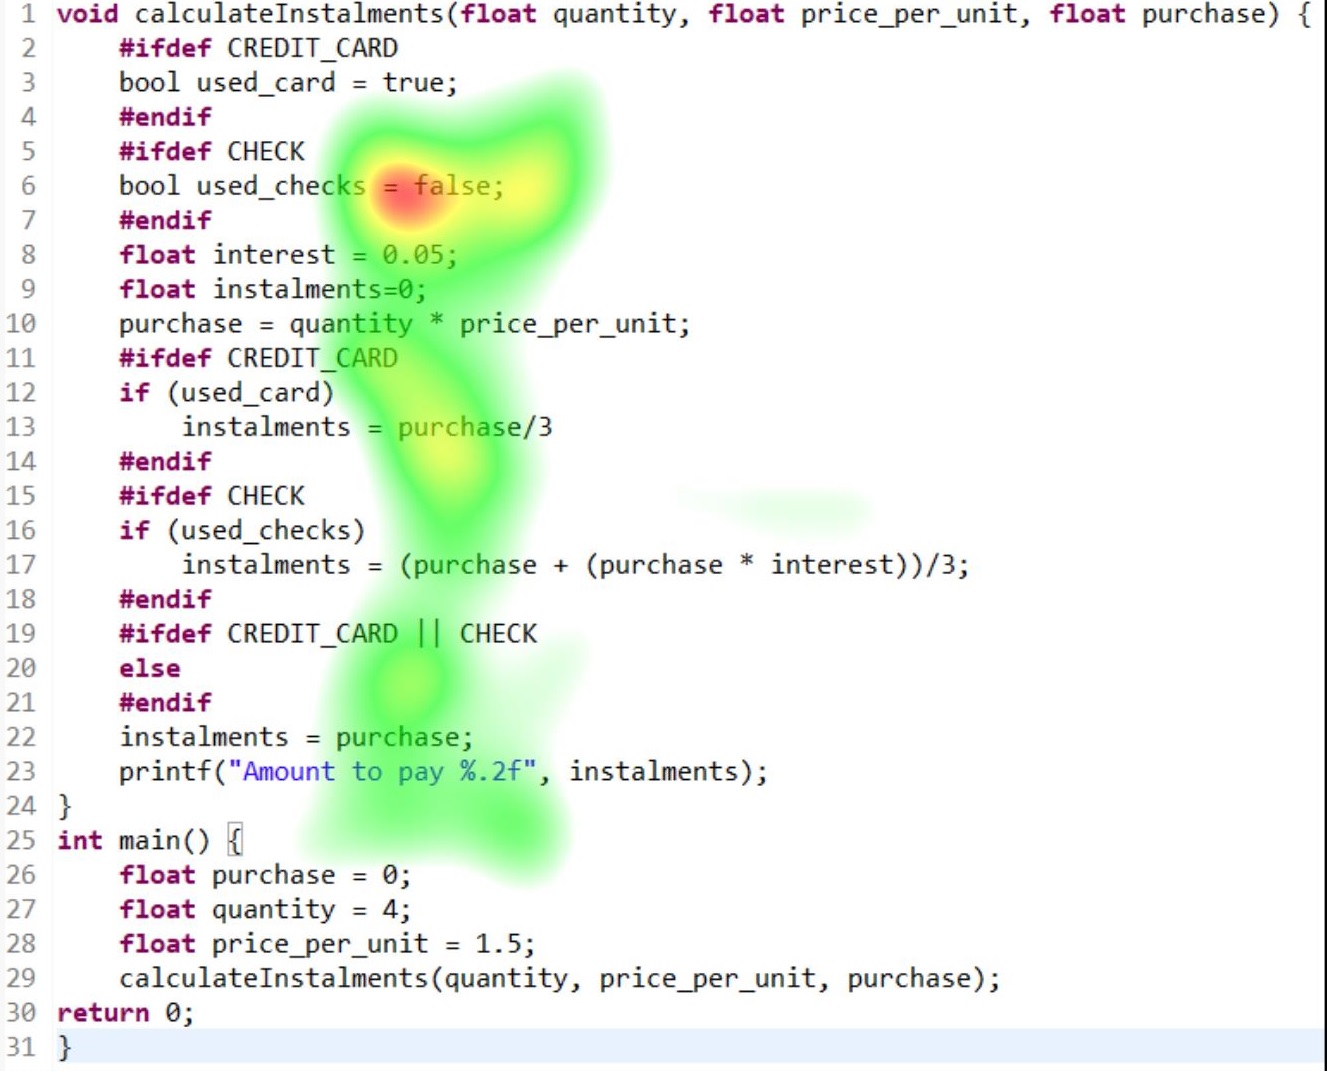 1 void calculateInstalments(float quantity, float price_per_unit, float purchase) {
2 #ifdef CREDIT_CARD
3 bool used_card = true;
4 #endif
5 #ifdef CHECK
6 bool used_checks = false;
7 #endif
8 float interest = 0.05;
9 float instalments=0;
10 purchase = quantity * price_per_unit;
11 #ifdef CREDIT_CARD
12 if (used_card)
13 instalments = purchase/3
14 #endif
15 #ifdef CHECK
16 if (used_checks)
17 instalments = (purchase + (purchase * interest))/3;
18 #endif
19 #ifdef CREDIT_CARD || CHECK
20 else
21 #endif
22 instalments = purchase;
23 printf("Amount to pay %.2f", instalments);
24 }
25 int main() {
26 float purchase = 0;
27 float quantity = 4;
28 float price_per_unit = 1.5;
29 calculateInstalments(quantity, price_per_unit, purchase);
30 return 0;
31 }